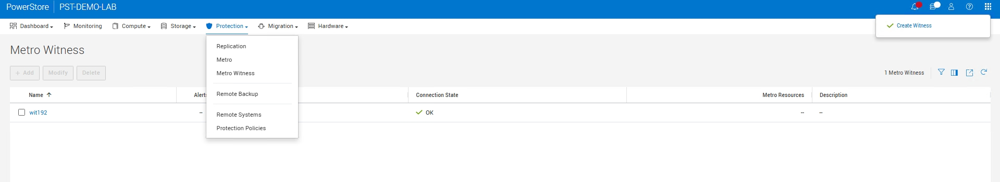 PowerStore PST-DEMO-LAB
Dashboard Monitoring Compute Storage Protection Migration Hardware
Create Witness
Replication
Metro
Metro Witness
Remote Backup
Remote Systems
Protection Policies
Metro Witness
+ Add Modify Delete
1 Metro Witness
Name Alerts Connection State Metro Resources Description
wit192 -- OK -- --